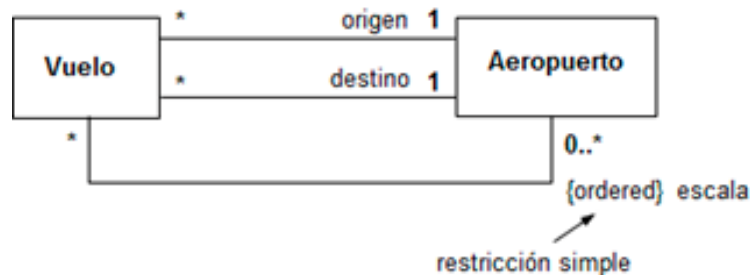 * origen 1
Vuelo
Aeropuerto
* destino 1
* 0..*
{ordered} escala
restricción simple